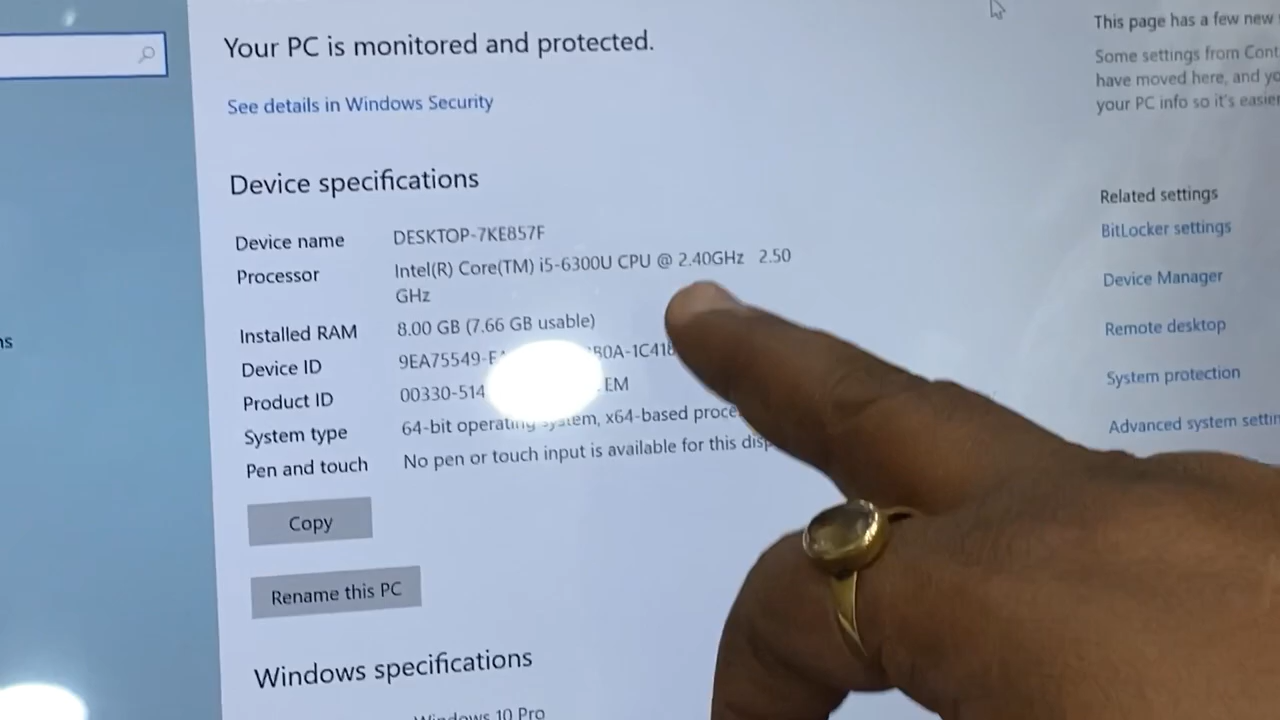 Your PC is monitored and protected.
See details in Windows Security
Device specifications
Device name DESKTOP-7KE857F
Processor Intel(R) Core(TM) i5-6300U CPU @ 2.40GHz 2.50
GHz
Installed RAM 8.00 GB (7.66 GB usable)
Device ID 9EA75549- B0A-1C418
Product ID 00330-514 EM
System type 64-bit operating system, x64-based
Pen and touch No pen or touch input is available for this
Copy
Rename this PC
Windows specifications
Windows 10 Pro
This page has a few new
Some settings from
have moved here, and
your PC info so it's
Related settings
BitLocker settings
Device Manager
Remote desktop
System protection
Advanced system